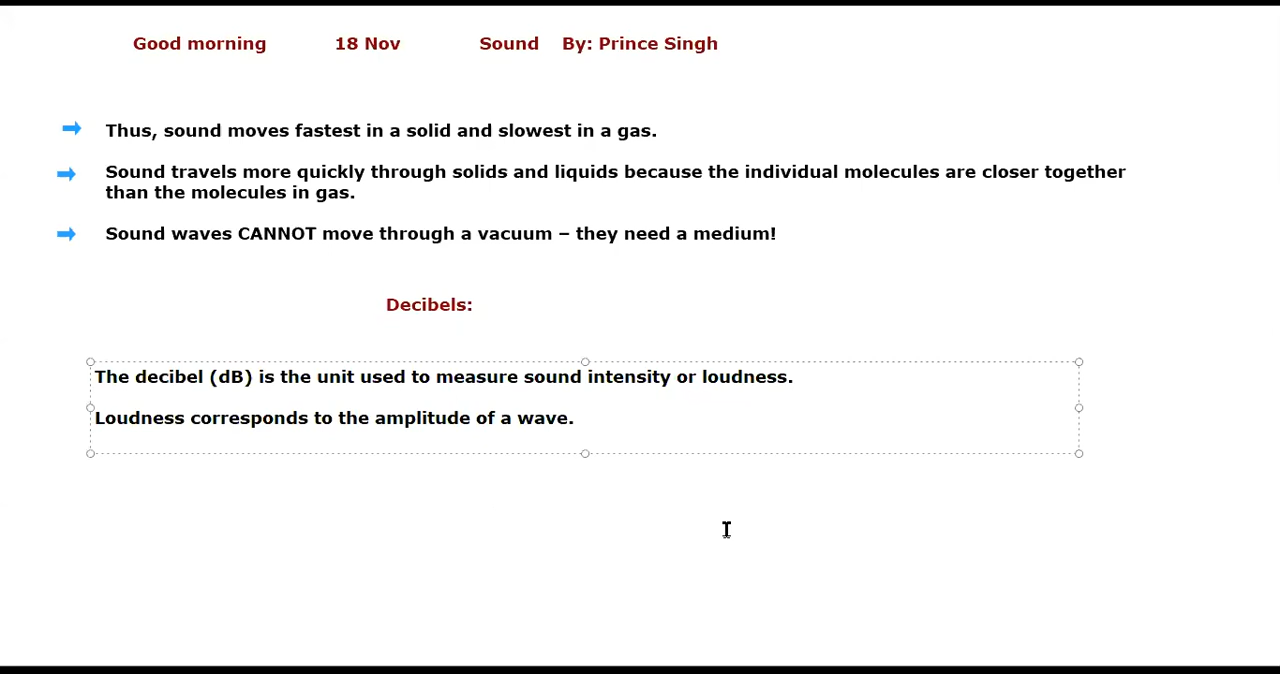 Good morning 18 Nov Sound By: Prince Singh
Thus, sound moves fastest in a solid and slowest in a gas.
Sound travels more quickly through solids and liquids because the individual molecules are closer together
than the molecules in gas.
Sound waves CANNOT move through a vacuum – they need a medium!
Decibels:
The decibel (dB) is the unit used to measure sound intensity or loudness.
Loudness corresponds to the amplitude of a wave.